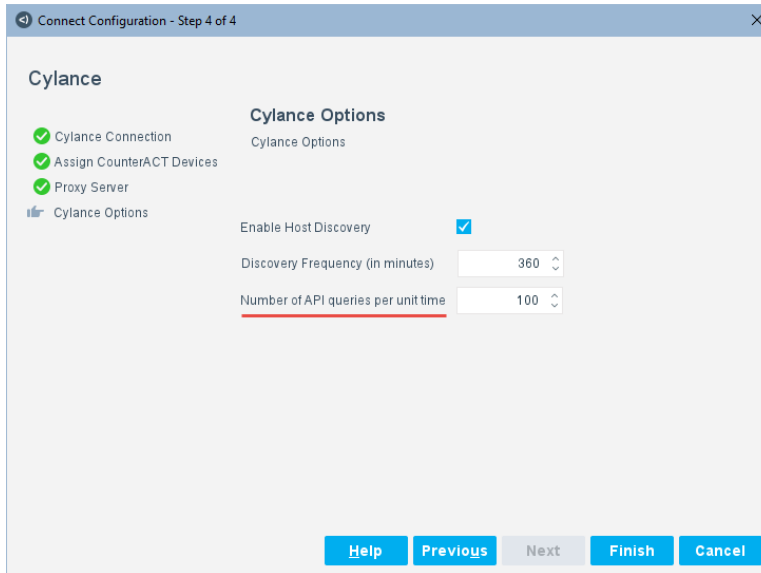 Connect Configuration - Step 4 of 4
Cylance
Cylance Connection
Assign CounterACT Devices
Proxy Server
Cylance Options
Cylance Options
Cylance Options
Enable Host Discovery
Discovery Frequency (in minutes) 360
Number of API queries per unit time 100
Help Previous Next Finish Cancel